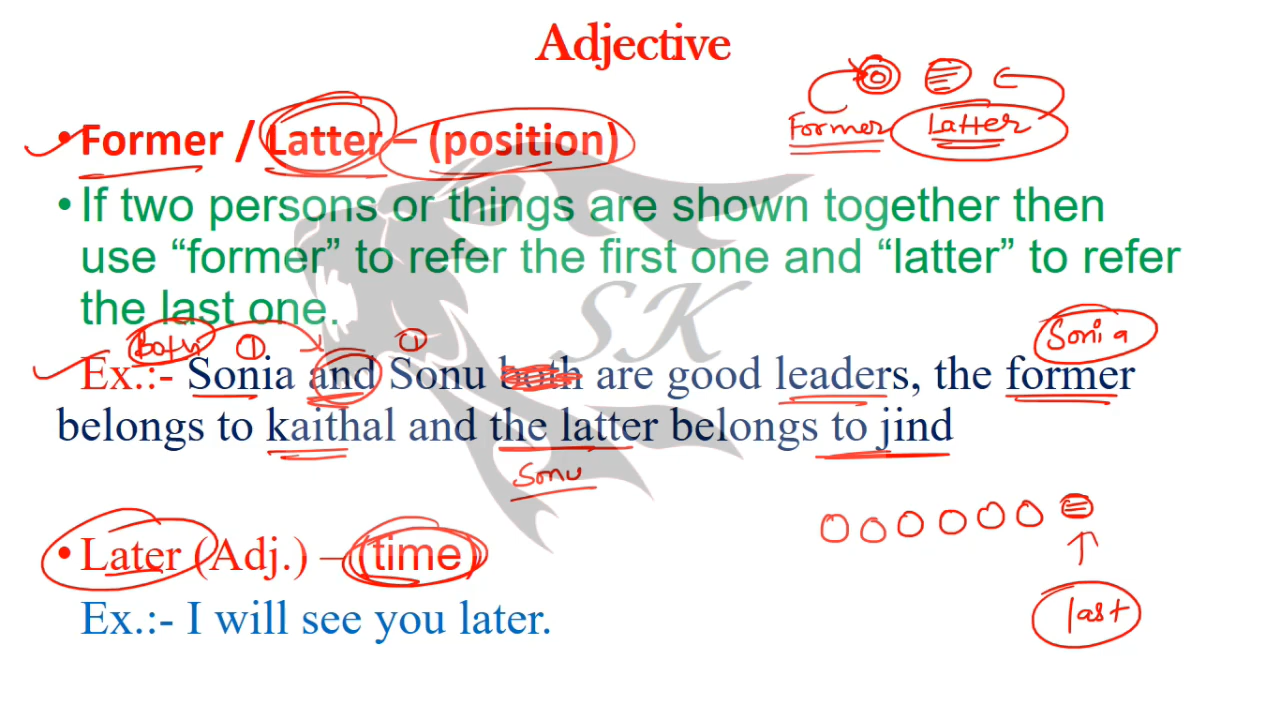 Adjective
• Former / Latter – (position)
Former Latter
• If two persons or things are shown together then
use “former” to refer the first one and “latter” to refer
the last one.
SK
both 1 1 Sonia
Ex.:- Sonia and Sonu both are good leaders, the former
belongs to kaithal and the latter belongs to jind
Sonu
• Later (Adj.) – (time)
last
Ex.:- I will see you later.